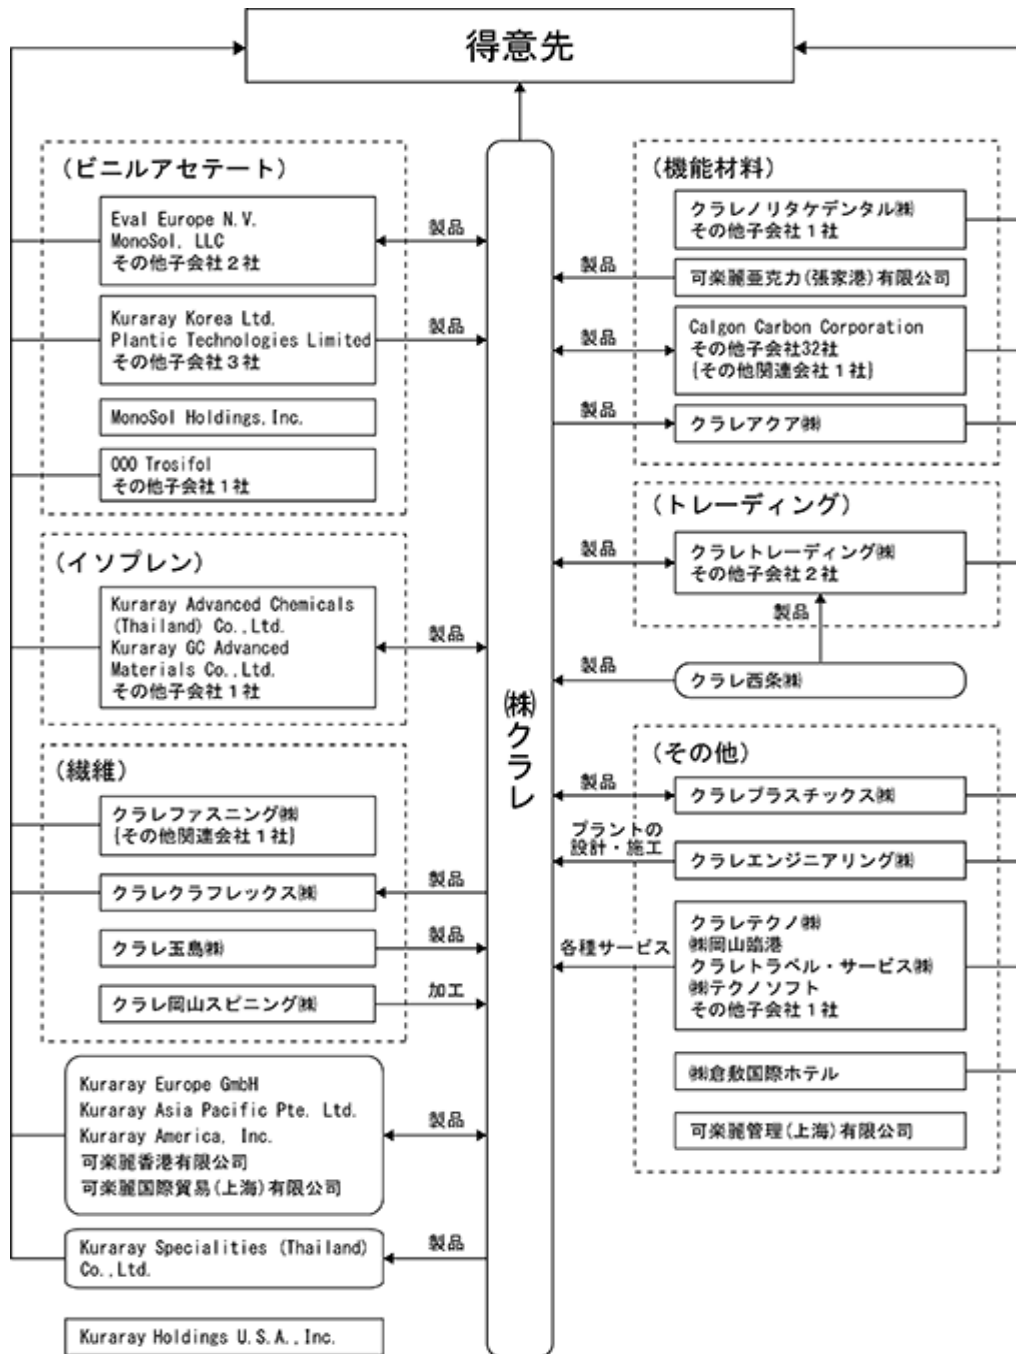 得意先
(ビニルアセテート)
Eval Europe N.V.
MonoSol, LLC
その他子会社2社
製品
Kuraray Korea Ltd.
Plantic Technologies Limited
その他子会社3社
製品
MonoSol Holdings,Inc.
OOO Trosifol
その他子会社1社
(イソプレン)
Kuraray Advanced Chemicals
(Thailand) Co.,Ltd.
Kuraray GC Advanced
Materials Co.,Ltd.
その他子会社1社
製品
(繊維)
クラレファスニング㈱
{その他関連会社1社}
クラレクラフレックス㈱
製品
クラレ玉島㈱
製品
クラレ岡山スピニング㈱
加工
Kuraray Europe GmbH
Kuraray Asia Pacific Pte. Ltd.
Kuraray America, Inc.
可楽麗香港有限公司
可楽麗国際貿易(上海)有限公司
製品
Kuraray Specialities (Thailand)
Co.,Ltd.
製品
Kuraray Holdings U.S.A.,Inc.
㈱クラレ
(機能材料)
クラレノリタケデンタル㈱
その他子会社1社
製品
可楽麗亜克力(張家港)有限公司
製品
Calgon Carbon Corporation
その他子会社32社
{その他関連会社1社}
製品
クラレアクア㈱
(トレーディング)
製品
クラレトレーディング㈱
その他子会社2社
製品
製品
クラレ西条㈱
(その他)
製品
クラレプラスチックス㈱
プラントの
設計・施工
クラレエンジニアリング㈱
各種サービス
クラレテクノ㈱
㈱岡山臨港
クラレトラベル・サービス㈱
㈱テクノソフト
その他子会社1社
㈱倉敷国際ホテル
可楽麗管理(上海)有限公司